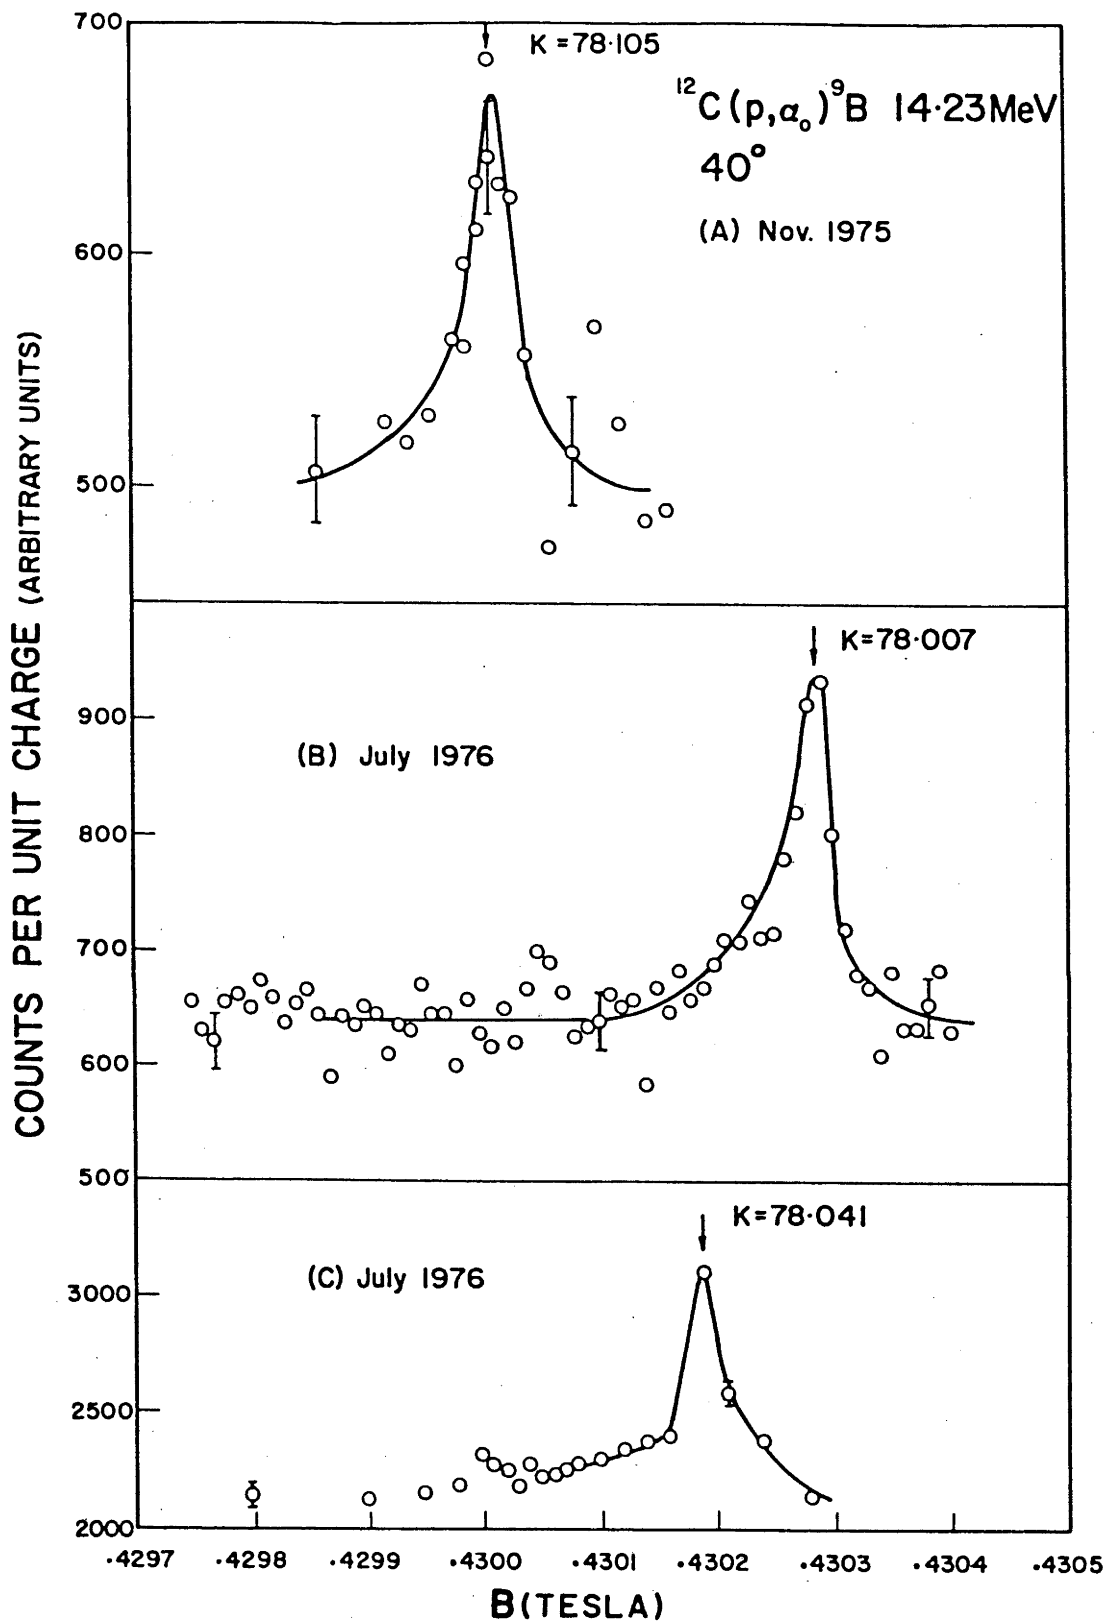 700
K=78·105
¹²C(p,α₀)⁹B 14·23MeV
40°
(A) Nov. 1975
600
500
COUNTS PER UNIT CHARGE (ARBITRARY UNITS)
K=78·007
900
(B) July 1976
800
700
600
500
K=78·041
(C) July 1976
3000
2500
2000
·4297 ·4298 ·4299 ·4300 ·4301 ·4302 ·4303 ·4304 ·4305
B(TESLA)